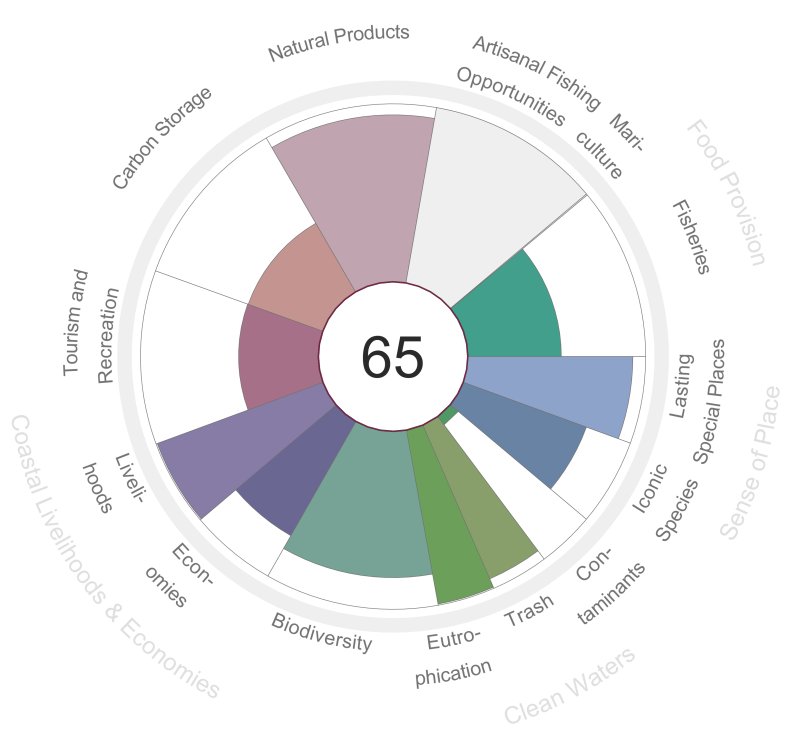 Natural Products
Artisanal Fishing
Opportunities
Mari-
culture
Food Provision
Fisheries
Lasting
Special Places
Sense of Place
Iconic
Species
Con-
taminants
Trash
Clean Waters
Eutro-
phication
Biodiversity
Econ-
omies
Coastal Livelihoods & Economies
Liveli-
hoods
Tourism and
Recreation
Carbon Storage
65